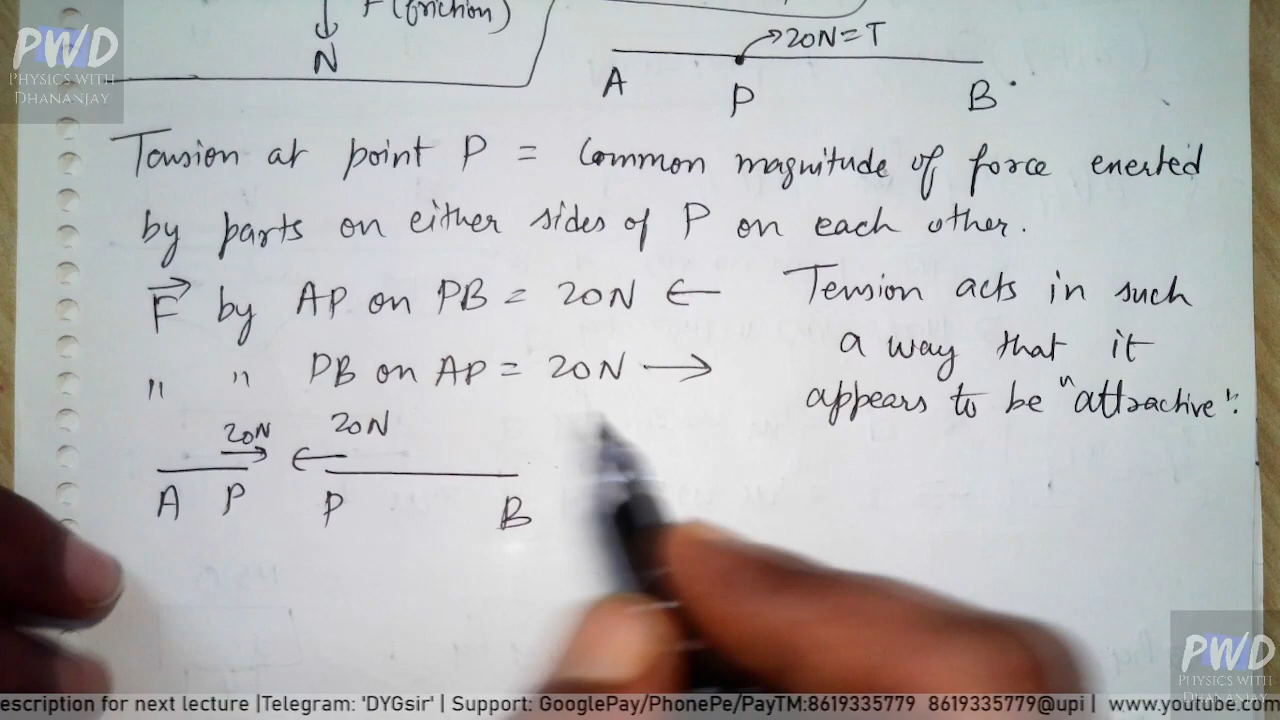 PWD
PHYSICS WITH
DHANANJAY
F (friction)
N
20N = T
A P B
Tension at point P = Common magnitude of force enerted
by parts on either sides of P on each other.
F by AP on PB = 20N ←
" " PB on AP = 20N →
Tension acts in such
a way that it
appears to be "attractive".
20N 20N
A P P B
PWD
PHYSICS WITH
DHANANJAY
escription for next lecture |Telegram: 'DYGsir' | Support: GooglePay/PhonePe/PayTM:8619335779 8619335779@upi | www.youtube.com